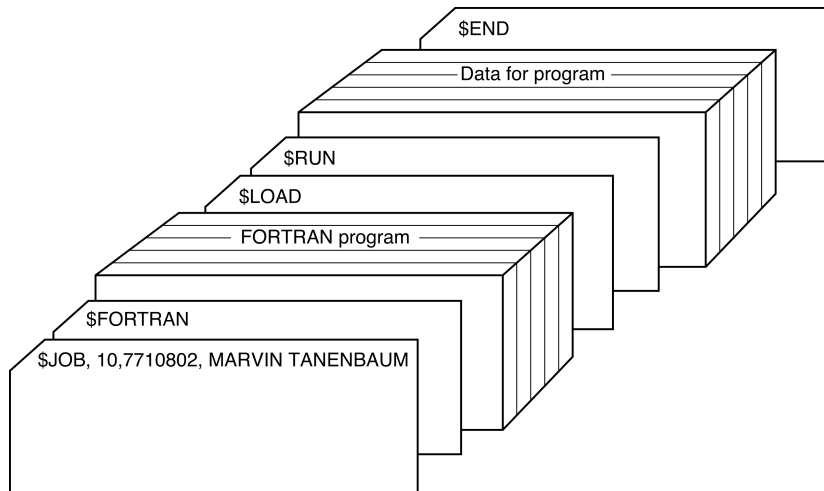 $END
Data for program
$RUN
$LOAD
FORTRAN program
$FORTRAN
$JOB, 10,7710802, MARVIN TANENBAUM